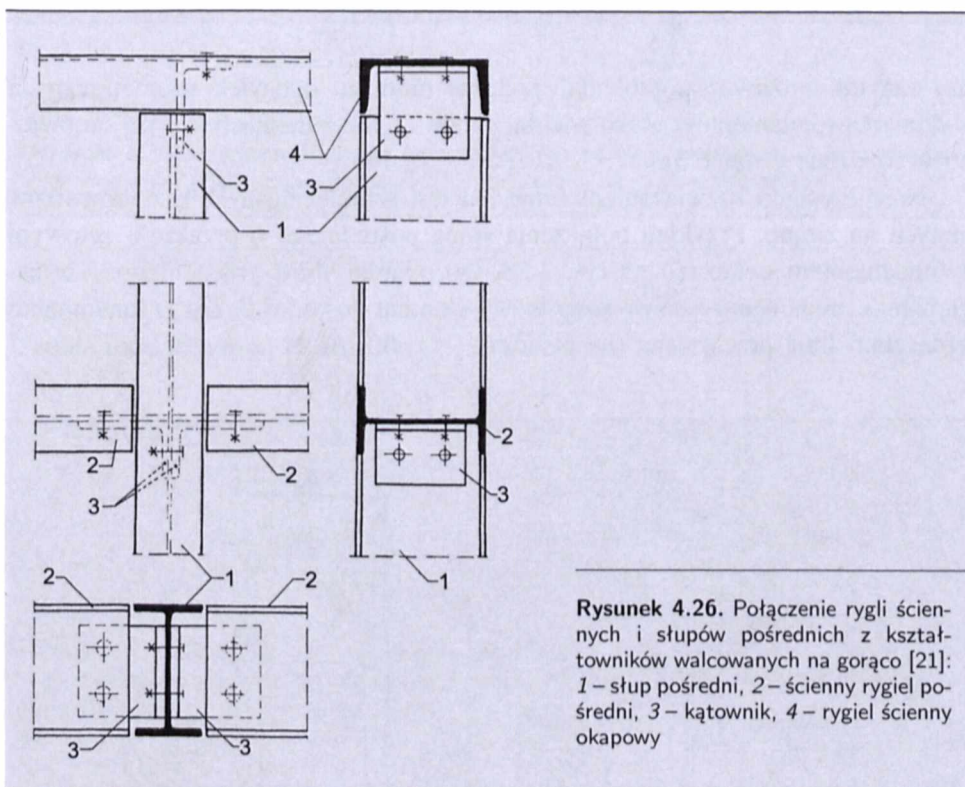 4
3
3
1
1
2
2
2
3
3
1
1
2
2
3
3
Rysunek 4.26. Połączenie rygli ścien-
nych i słupów pośrednich z kształ-
towników walcowanych na gorąco [21]:
1 – słup pośredni, 2 – ścienny rygiel po-
średni, 3 – kątownik, 4 – rygiel ścienny
okapowy